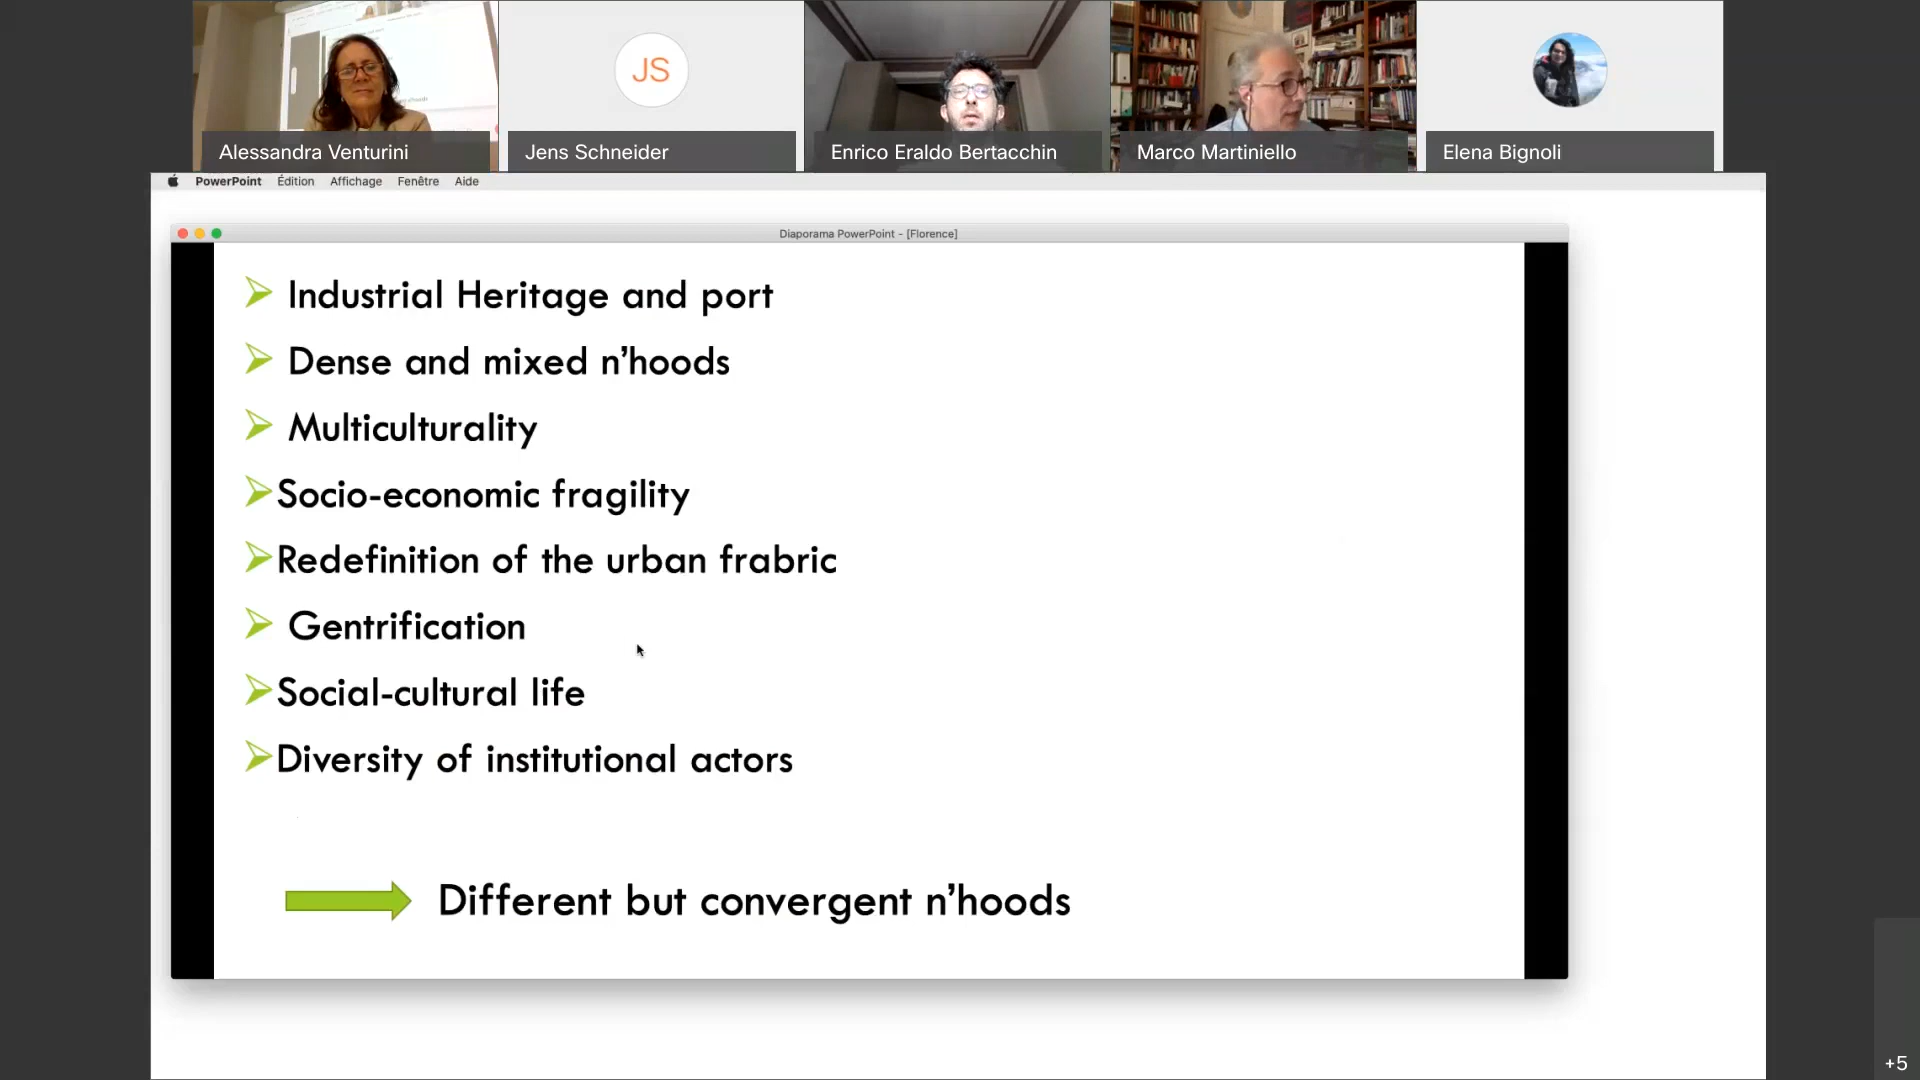 JS
Alessandra Venturini
Jens Schneider
Enrico Eraldo Bertacchin
Marco Martiniello
Elena Bignoli
PowerPoint Édition Affichage Fenêtre Aide
Diaporama PowerPoint - [Florence]
Industrial Heritage and port
Dense and mixed n’hoods
Multiculturality
Socio-economic fragility
Redefinition of the urban frabric
Gentrification
Social-cultural life
Diversity of institutional actors
Different but convergent n’hoods
+5